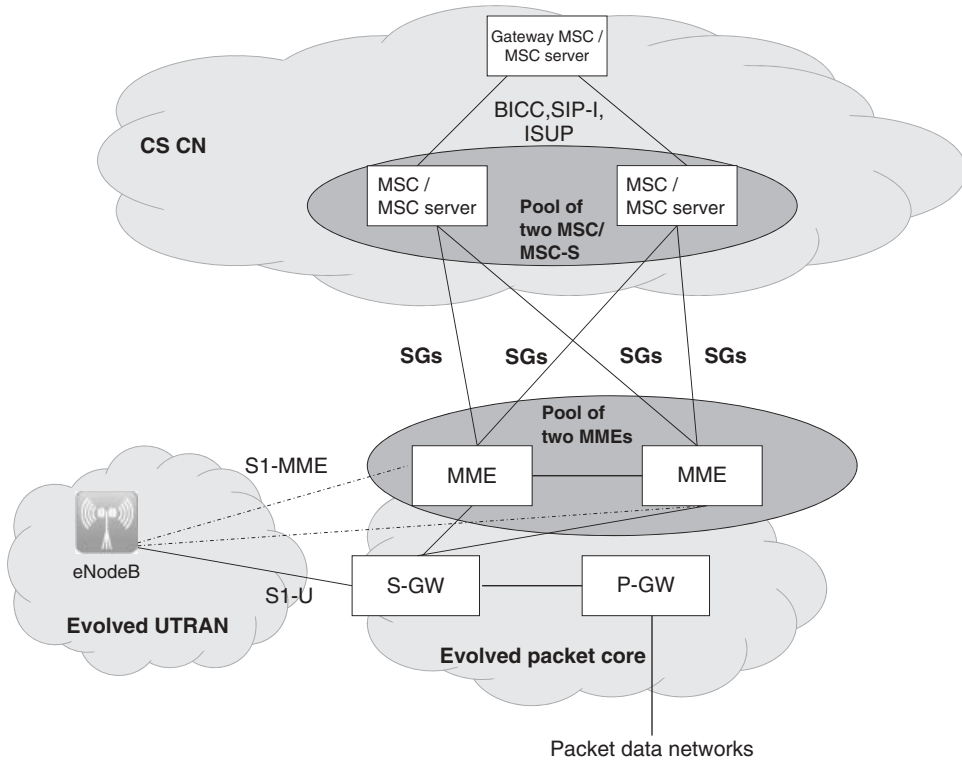 Gateway MSC /
MSC server
BICC,SIP-I,
ISUP
CS CN
MSC /
MSC server
MSC /
MSC server
Pool of
two MSC/
MSC-S
SGs
SGs
SGs
SGs
Pool of
two MMEs
S1-MME
MME
MME
eNodeB
S-GW
P-GW
S1-U
Evolved UTRAN
Evolved packet core
Packet data networks